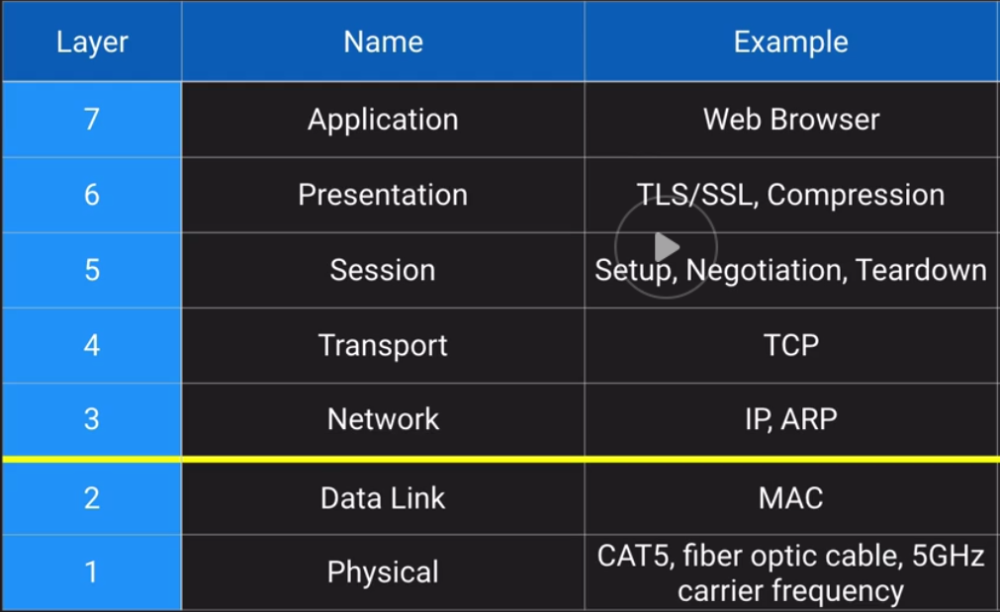 Layer Name Example
7 Application Web Browser
6 Presentation TLS/SSL, Compression
5 Session Setup, Negotiation, Teardown
4 Transport TCP
3 Network IP, ARP
2 Data Link MAC
1 Physical CAT5, fiber optic cable, 5GHz
carrier frequency